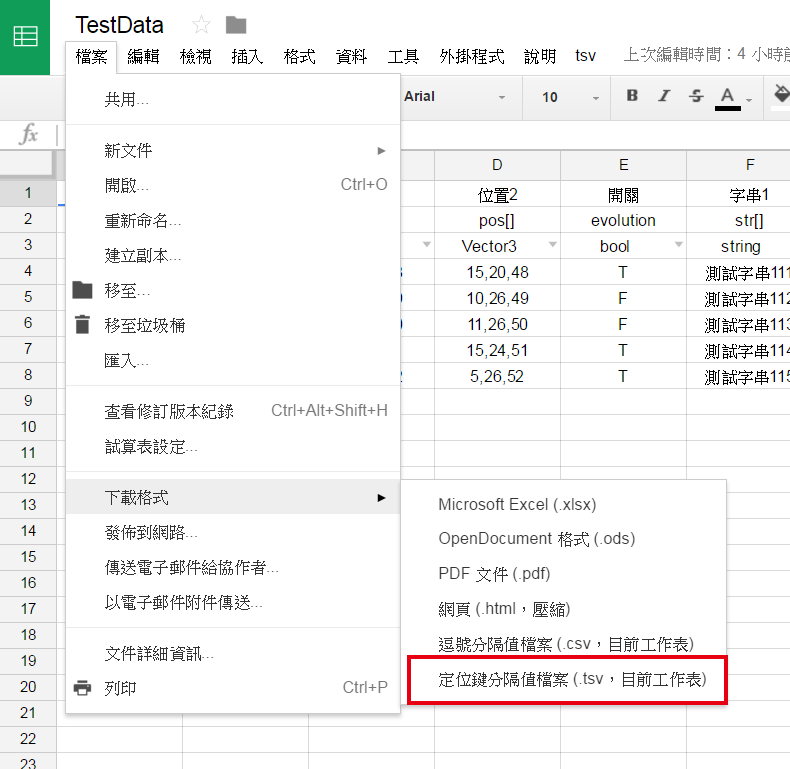 TestData
檔案 編輯 檢視 插入 格式 資料 工具 外掛程式 說明 tsv 上次編輯時間：4 小時前
Arial 10 B I S A
fx
共用...
新文件
開啟... Ctrl+O
重新命名...
建立副本...
移至...
移至垃圾桶
匯入...
查看修訂版本紀錄 Ctrl+Alt+Shift+H
試算表設定...
下載格式
發佈到網路...
傳送電子郵件給協作者...
以電子郵件附件傳送...
文件詳細資訊...
列印 Ctrl+P
Microsoft Excel (.xlsx)
OpenDocument 格式 (.ods)
PDF 文件 (.pdf)
網頁 (.html，壓縮)
逗號分隔值檔案 (.csv，目前工作表)
定位鍵分隔值檔案 (.tsv，目前工作表)
D E F
1 位置2 開關 字串1
2 pos[] evolution str[]
3 Vector3 bool string
4 15,20,48 T 測試字串111
5 10,26,49 F 測試字串112
6 11,26,50 F 測試字串113
7 15,24,51 T 測試字串114
8 5,26,52 T 測試字串115
9
10
11
12
13
14
15
16
17
18
19
20
21
22
23